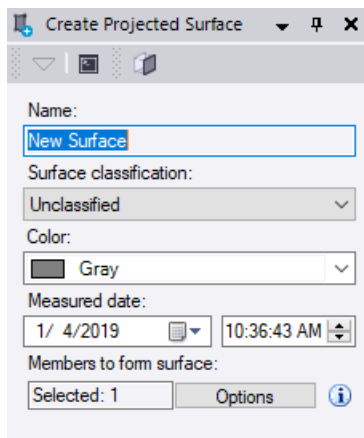 Create Projected Surface
Name:
New Surface
Surface classification:
Unclassified
Color:
Gray
Measured date:
1/ 4/2019 10:36:43 AM
Members to form surface:
Selected: 1 Options